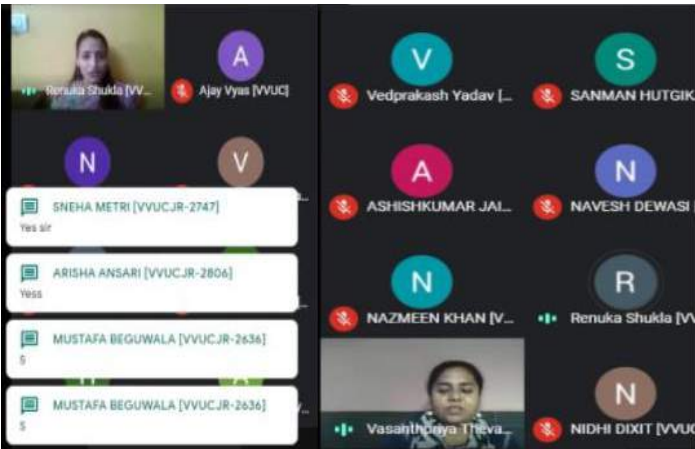 A
Renuka Shukla [VV...
Ajay Vyas [VVUC]
N
V
SNEHA METRI [VVUCJR-2747]
Yes sir
ARISHA ANSARI [VVUCJR-2806]
Yess
MUSTAFA BEGUWALA [VVUCJR-2636]
S
MUSTAFA BEGUWALA [VVUCJR-2636]
S
V
S
Vedprakash Yadav [...
SANMAN HUTGIK
A
N
ASHISHKUMAR JAI...
NAVESH DEWASI
N
R
NAZMEEN KHAN [V...
Renuka Shukla [VV
N
Vasanthpriya Theva...
NIDHI DIXIT [VVUC